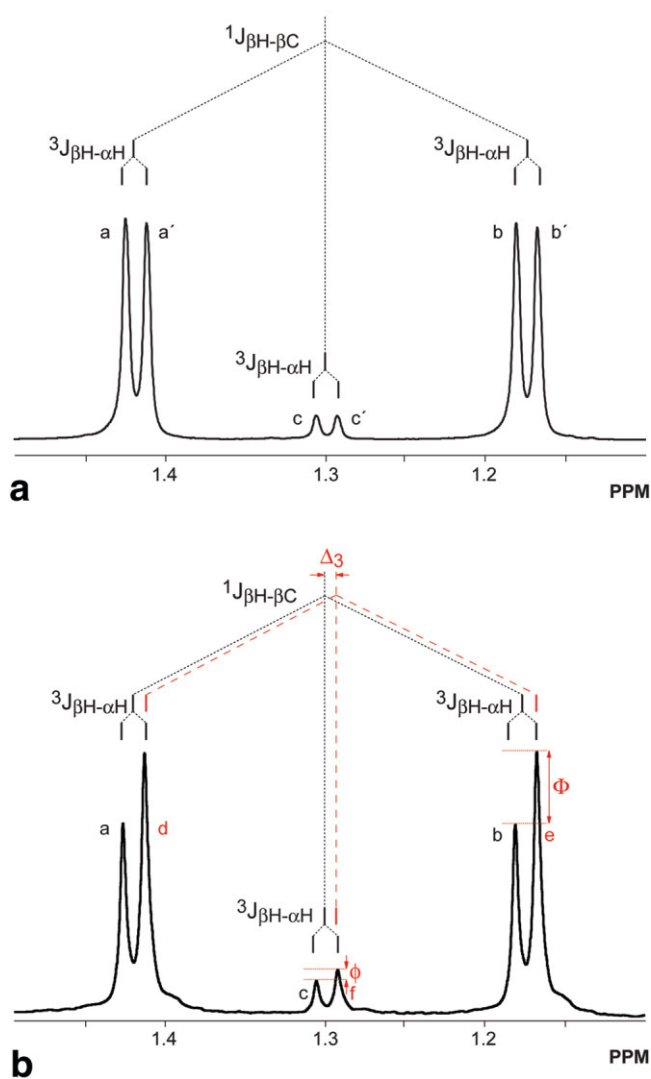 ¹JβH-βC
³JβH-αH
³JβH-αH
a a´
b b´
³JβH-αH
c c´
1.4 1.3 1.2
PPM
a
Δ3
¹JβH-βC
³JβH-αH
³JβH-αH
Φ
a d
b e
³JβH-αH
ϕ
c f
1.4 1.3 1.2
PPM
b